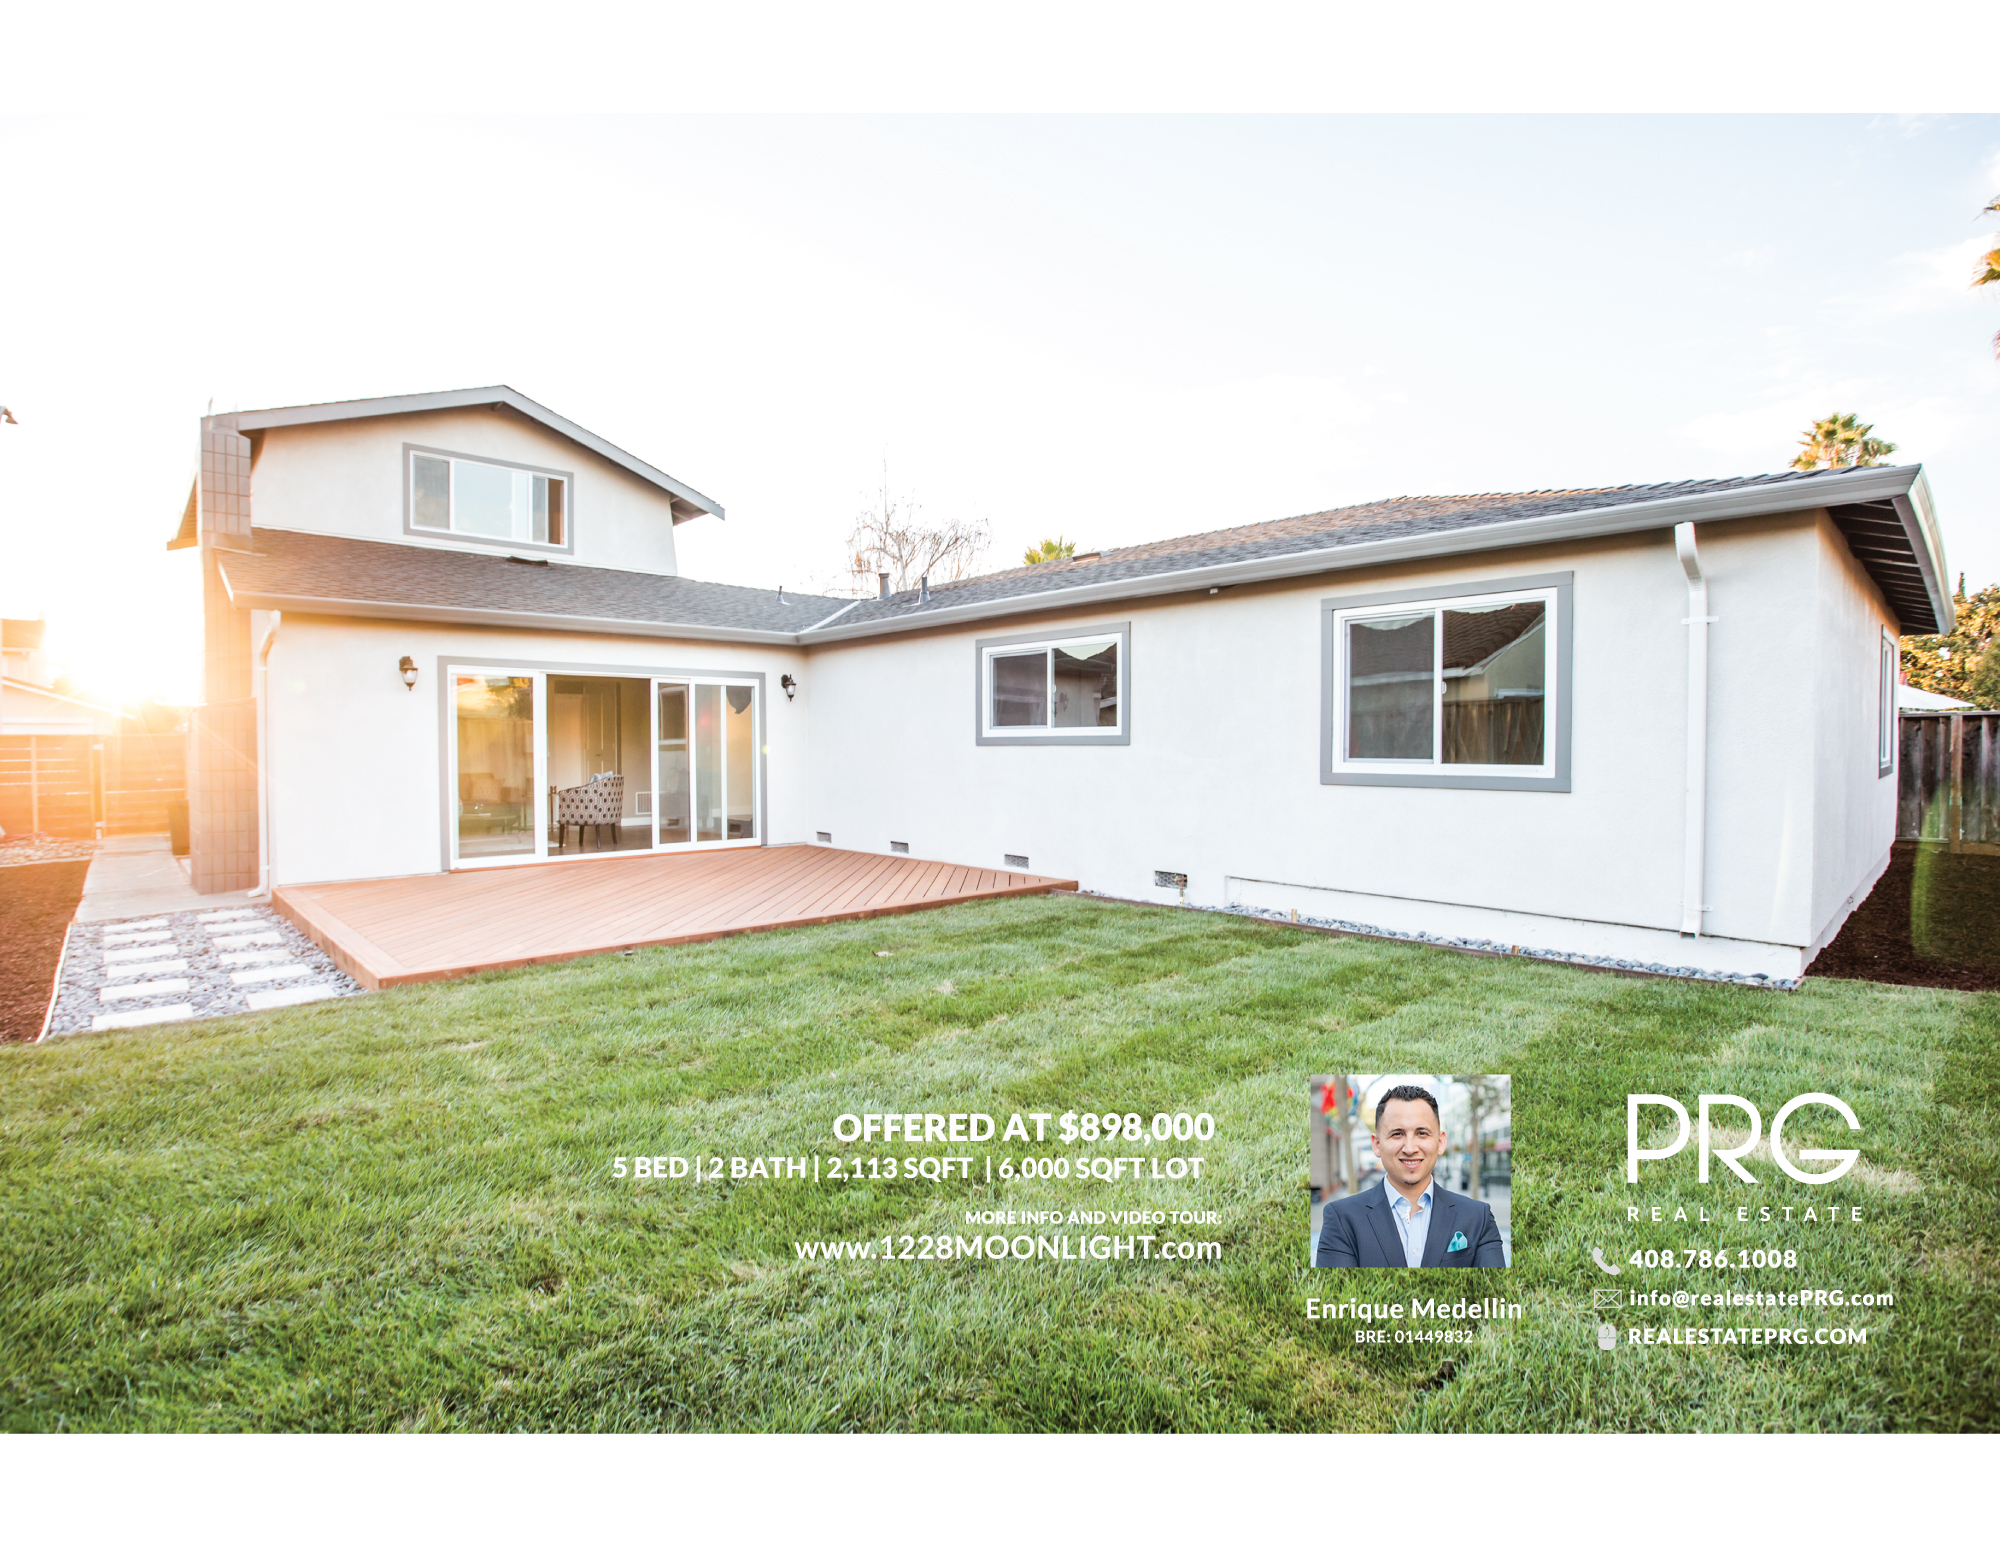 OFFERED AT $898,000
5 BED | 2 BATH | 2,113 SQFT | 6,000 SQFT LOT
MORE INFO AND VIDEO TOUR:
www.1228MOONLIGHT.com
Enrique Medellin
BRE: 01449832
PRG
REAL ESTATE
408.786.1008
info@realestatePRG.com
REALESTATEPRG.COM